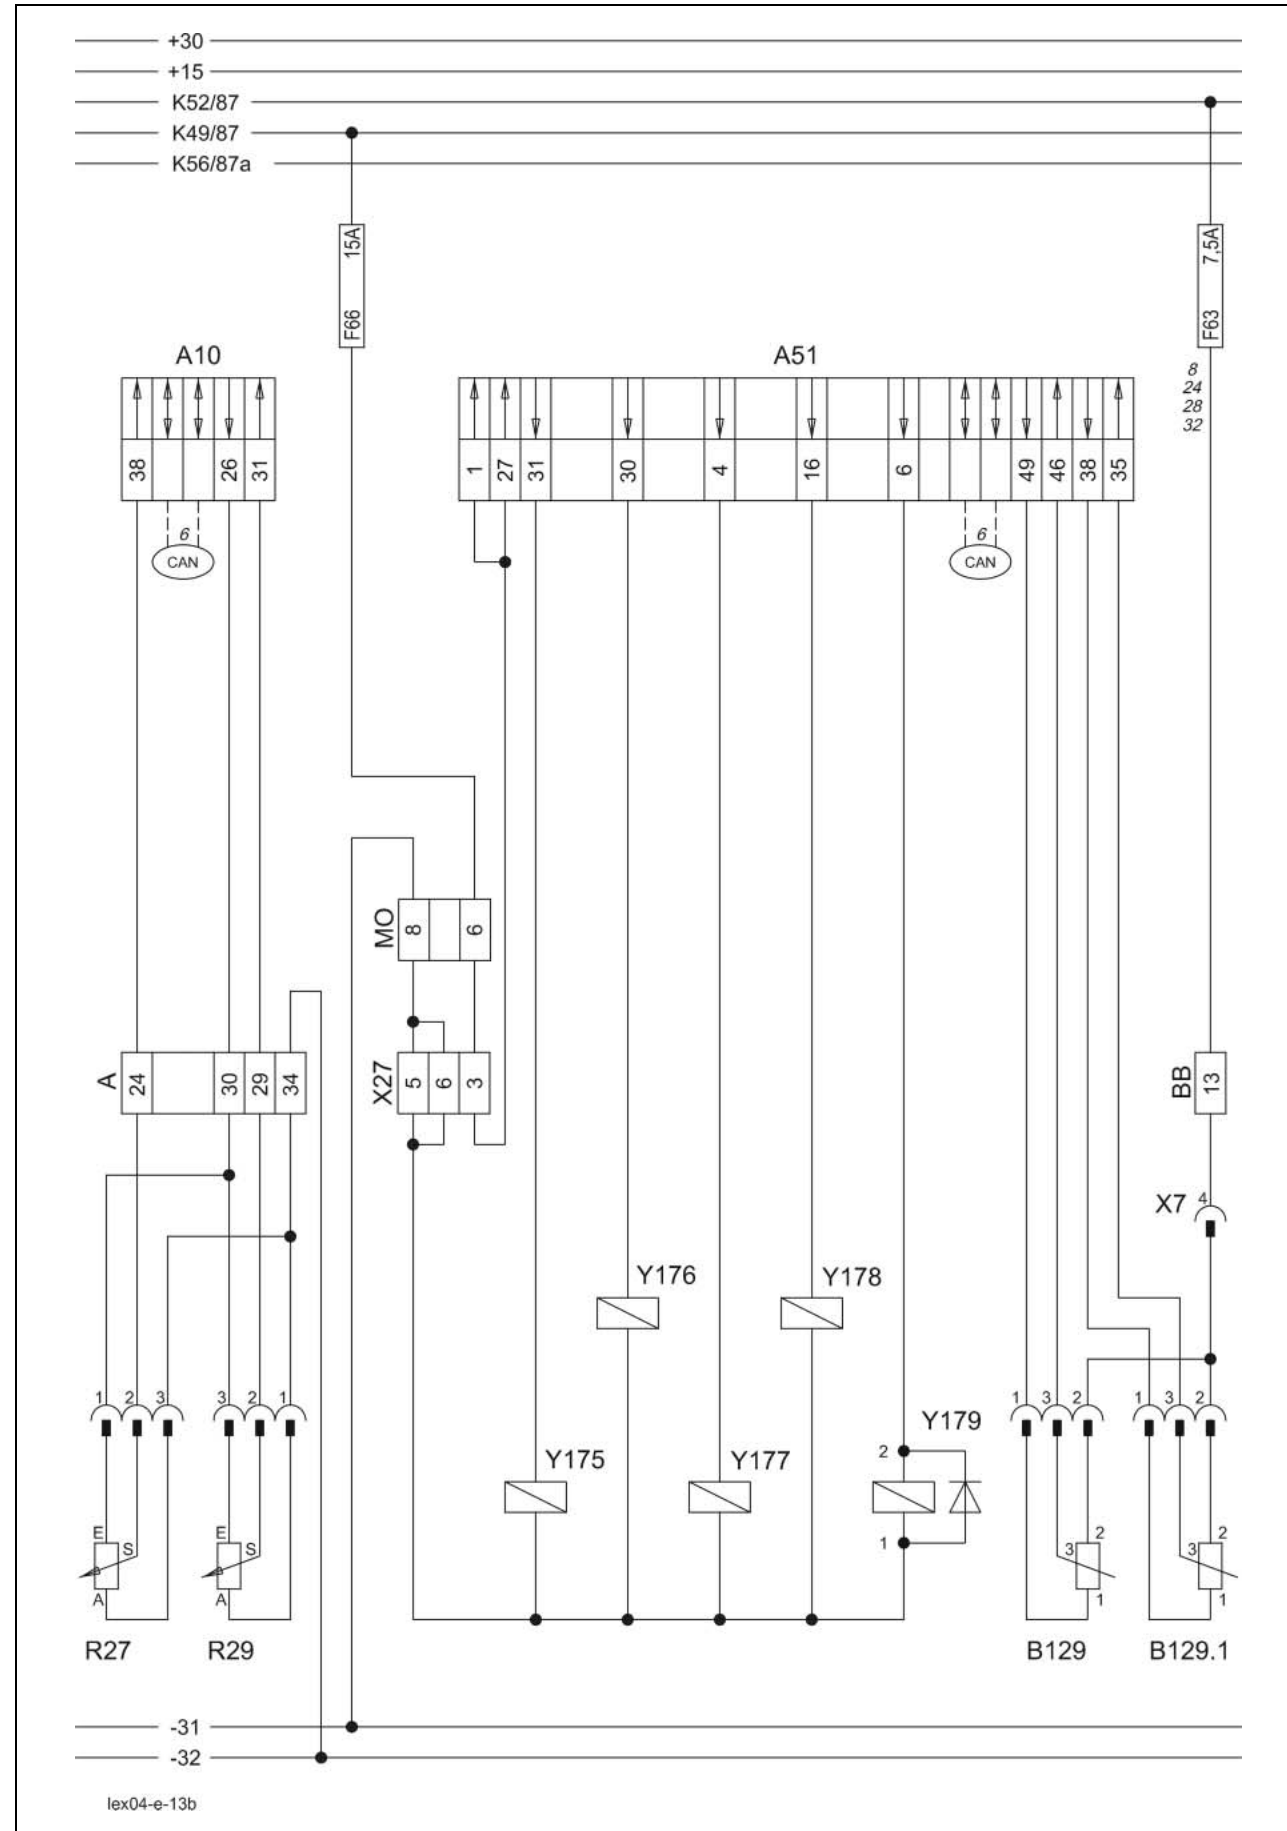 +30
+15
K52/87
K49/87
K56/87a
15A
F66
7,5A
F63
8
24
28
32
A10
A51
38 26 31
1 27 31 30 4 16 6 49 46 38 35
6
CAN
6
CAN
MO
8 6
A
24 30 29 34
X27
5 6 3
BB
13
X7 4
Y176
Y178
1 2 3
3 2 1
1 3 2
1 3 2
Y179
2
1
Y175
Y177
E
S
A
E
S
A
2
3
1
2
3
1
R27
R29
B129
B129.1
-31
-32
lex04-e-13b